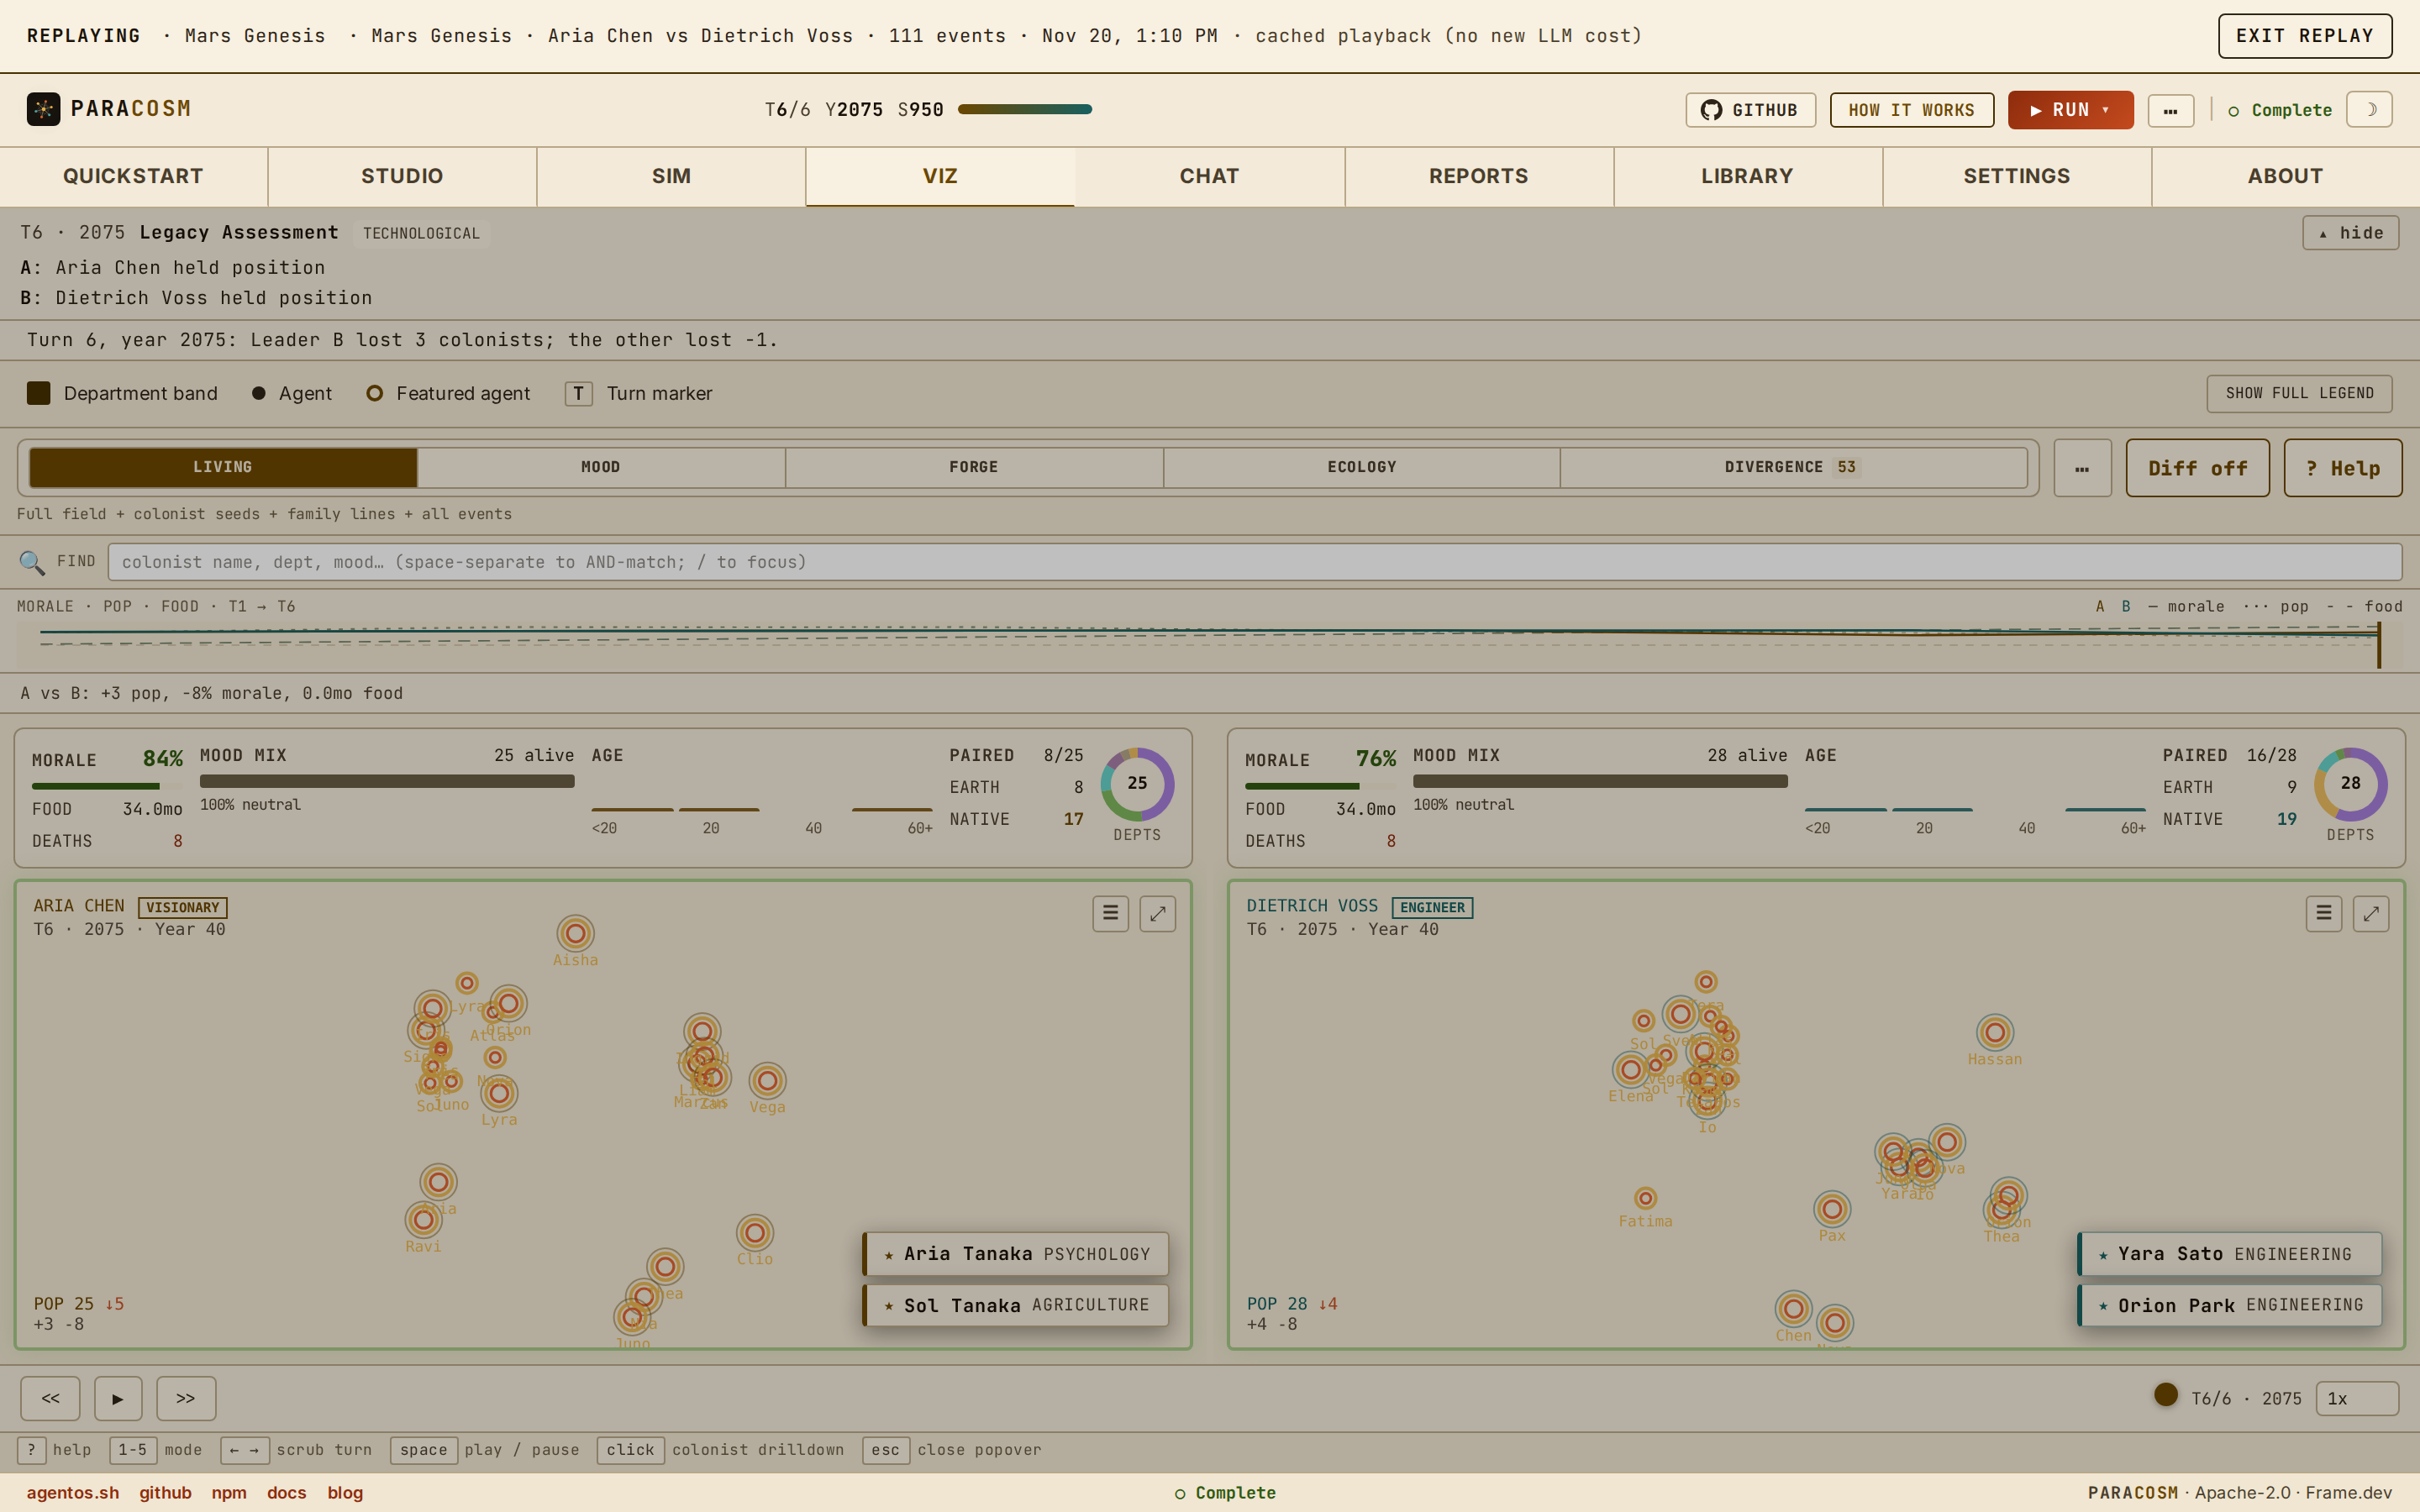 REPLAYING · Mars Genesis · Mars Genesis · Aria Chen vs Dietrich Voss · 111 events · Nov 20, 1:10 PM · cached playback (no new LLM cost) EXIT REPLAY
PARACOSM T6/6 Y2075 S950 GITHUB HOW IT WORKS ▶ RUN ▾ … ○ Complete ☽
QUICKSTART STUDIO SIM VIZ CHAT REPORTS LIBRARY SETTINGS ABOUT
T6 · 2075 Legacy Assessment TECHNOLOGICAL ▴ hide
A: Aria Chen held position
B: Dietrich Voss held position
Turn 6, year 2075: Leader B lost 3 colonists; the other lost -1.
Department band Agent Featured agent T Turn marker SHOW FULL LEGEND
LIVING MOOD FORGE ECOLOGY DIVERGENCE 53 … Diff off ? Help
Full field + colonist seeds + family lines + all events
🔍 FIND colonist name, dept, mood… (space-separate to AND-match; / to focus)
MORALE · POP · FOOD · T1 → T6 A B — morale ··· pop - - food
A vs B: +3 pop, -8% morale, 0.0mo food
MORALE 84% MOOD MIX 25 alive AGE PAIRED 8/25
100% neutral EARTH 8 25
FOOD 34.0mo <20 20 40 60+ NATIVE 17 DEPTS
DEATHS 8
MORALE 76% MOOD MIX 28 alive AGE PAIRED 16/28
100% neutral EARTH 9 28
FOOD 34.0mo <20 20 40 60+ NATIVE 19 DEPTS
DEATHS 8
ARIA CHEN VISIONARY ☰ ⤢
T6 · 2075 · Year 40
Aisha
Lyra
Orion
Atlas
Juno
Sol
Lyra
Marcus
Vega
Ravi
Clio
Juno
★ Aria Tanaka PSYCHOLOGY
★ Sol Tanaka AGRICULTURE
POP 25 ↓5
+3 -8
DIETRICH VOSS ENGINEER ☰ ⤢
T6 · 2075 · Year 40
Sol
Hassan
Vega
Sol
Elena
Io
Yara
Io
Fatima
Pax
Thea
Chen
★ Yara Sato ENGINEERING
★ Orion Park ENGINEERING
POP 28 ↓4
+4 -8
<< ▶ >> T6/6 · 2075 1x
? help 1-5 mode ← → scrub turn space play / pause click colonist drilldown esc close popover
agentos.sh github npm docs blog ○ Complete PARACOSM · Apache-2.0 · Frame.dev